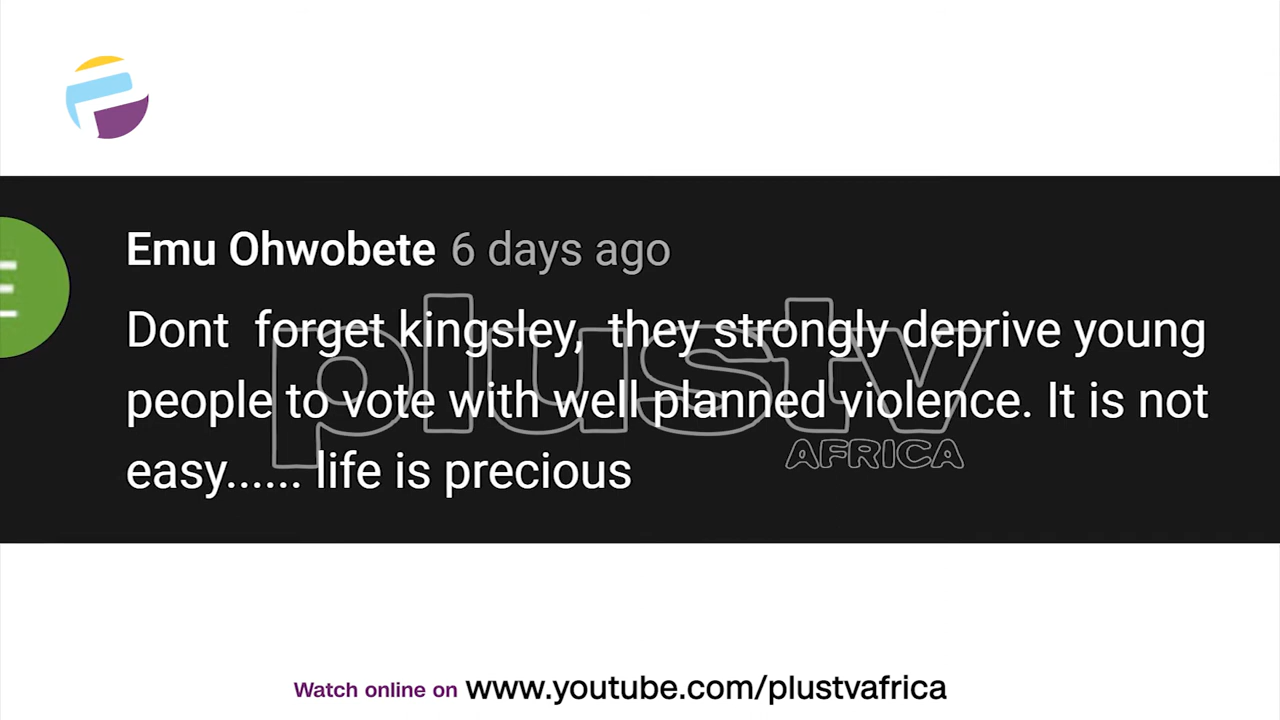 Emu Ohwobete 6 days ago
Dont forget kingsley, they strongly deprive young
people to vote with well planned violence. It is not
easy...... life is precious
plustv
AFRICA
Watch online on www.youtube.com/plustvafrica
E